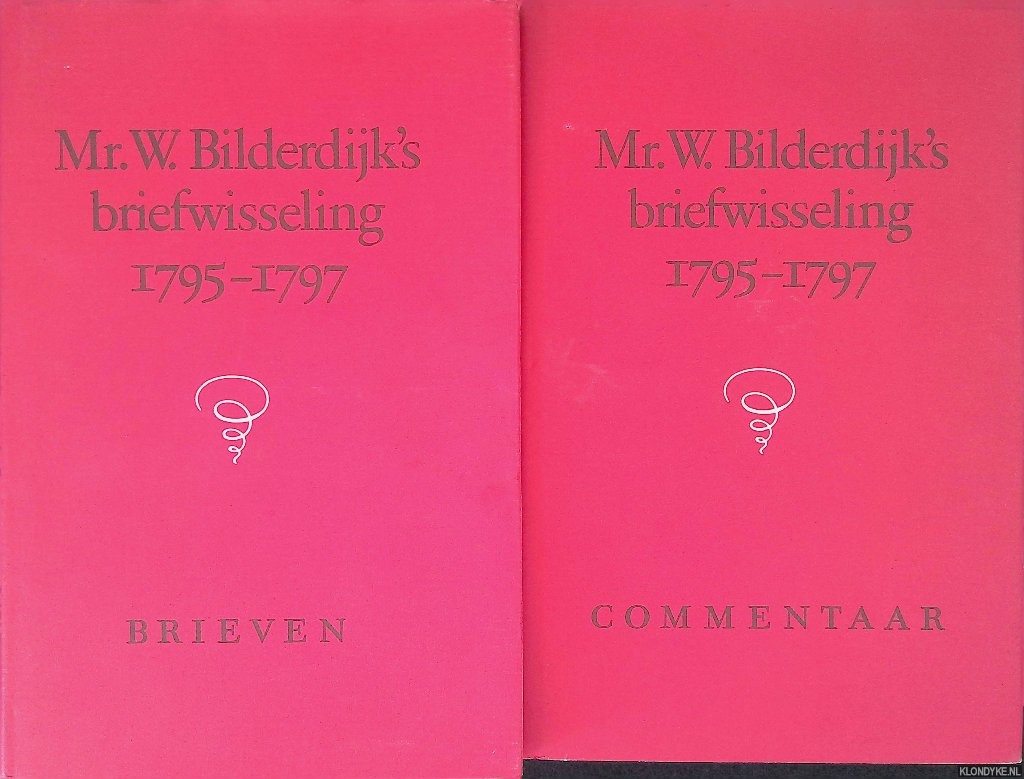 Mr. W. Bilderdijk's
briefwisseling
1795–1797
BRIEVEN
Mr. W. Bilderdijk's
briefwisseling
1795–1797
COMMENTAAR
KLONDYKE.NL